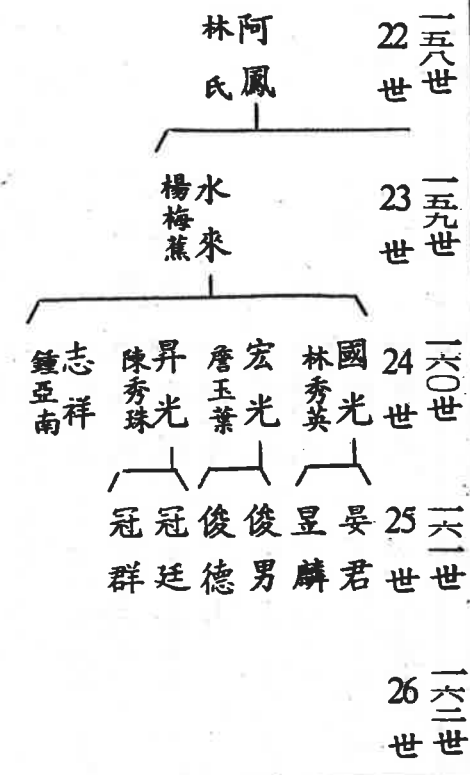 一五八世
22世
阿鳳
林氏
一五九世
23世
水來
楊梅蕉
一六〇世
24世
國光
林秀英
宏光
詹玉葉
昇光
陳秀珠
志祥
鍾亞南
一六一世
25世
晏君
昱麟
俊男
俊德
冠廷
冠群
一六二世
26世